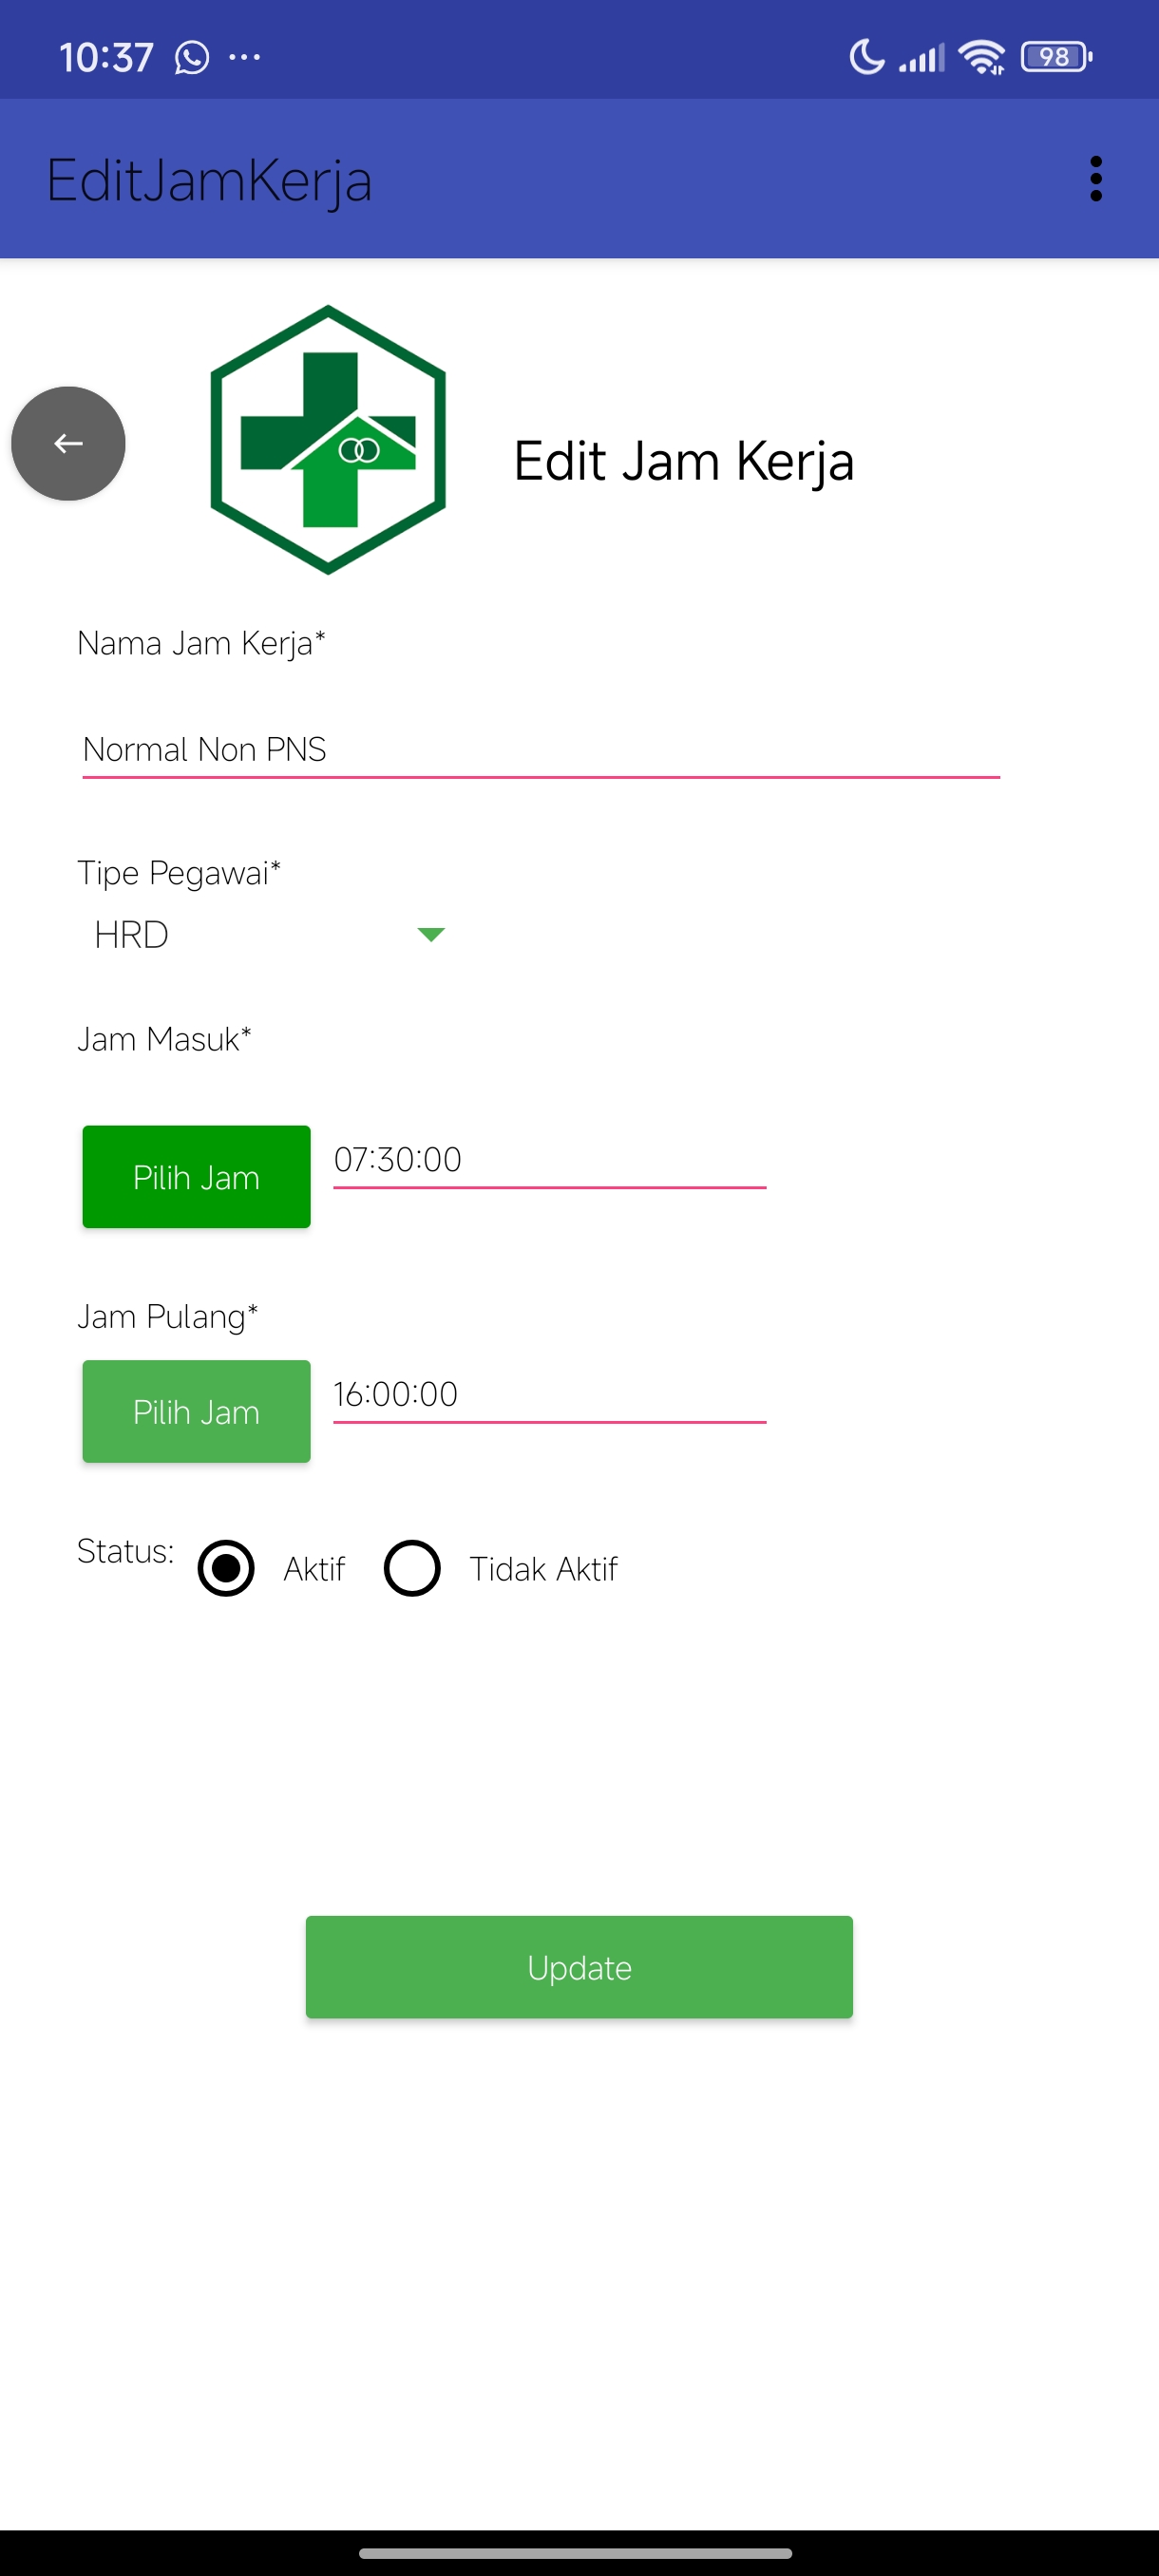 10:37
98
EditJamKerja
Edit Jam Kerja
Nama Jam Kerja*
Normal Non PNS
Tipe Pegawai*
HRD
Jam Masuk*
Pilih Jam 07:30:00
Jam Pulang*
Pilih Jam 16:00:00
Status: Aktif Tidak Aktif
Update